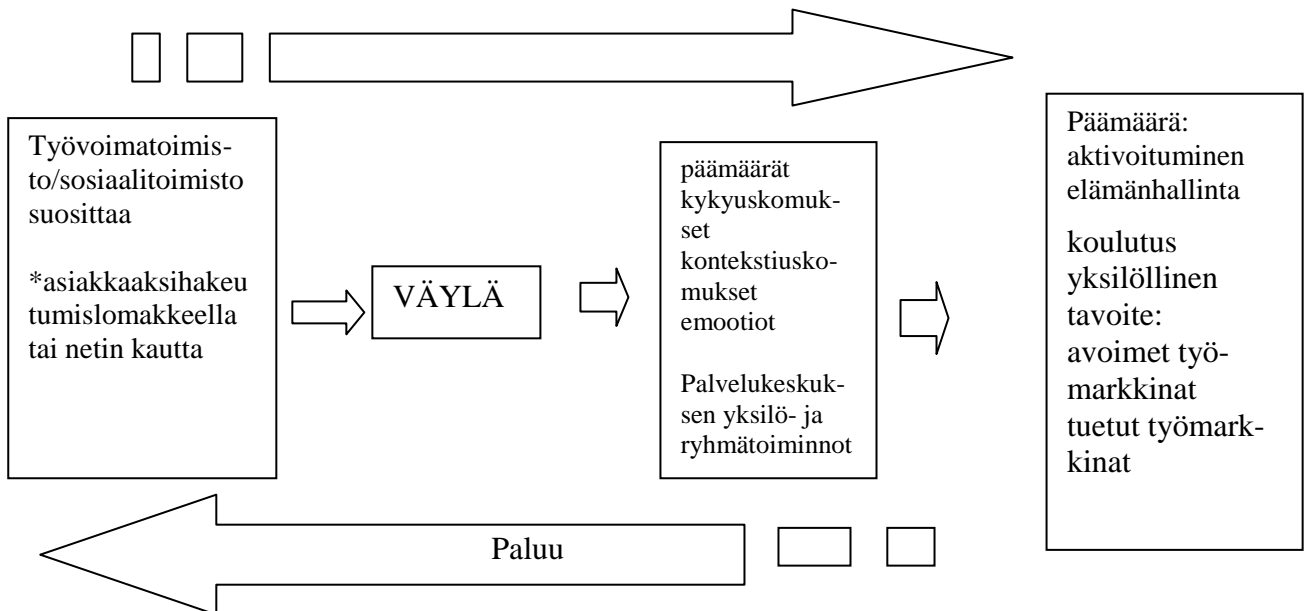 Työvoimatoimis-
to/sosiaalitoimisto
suosittaa
*asiakkaaksihakeu
tumislomakkeella
tai netin kautta
VÄYLÄ
päämäärät
kykyuskomuk-
set
kontekstiusko-
mukset
emootiot
Palvelukeskuk-
sen yksilö- ja
ryhmätoiminnot
Päämäärä:
aktivoituminen
elämänhallinta
koulutus
yksilöllinen
tavoite:
avoimet työ-
markkinat
tuetut työmark-
kinat
Paluu